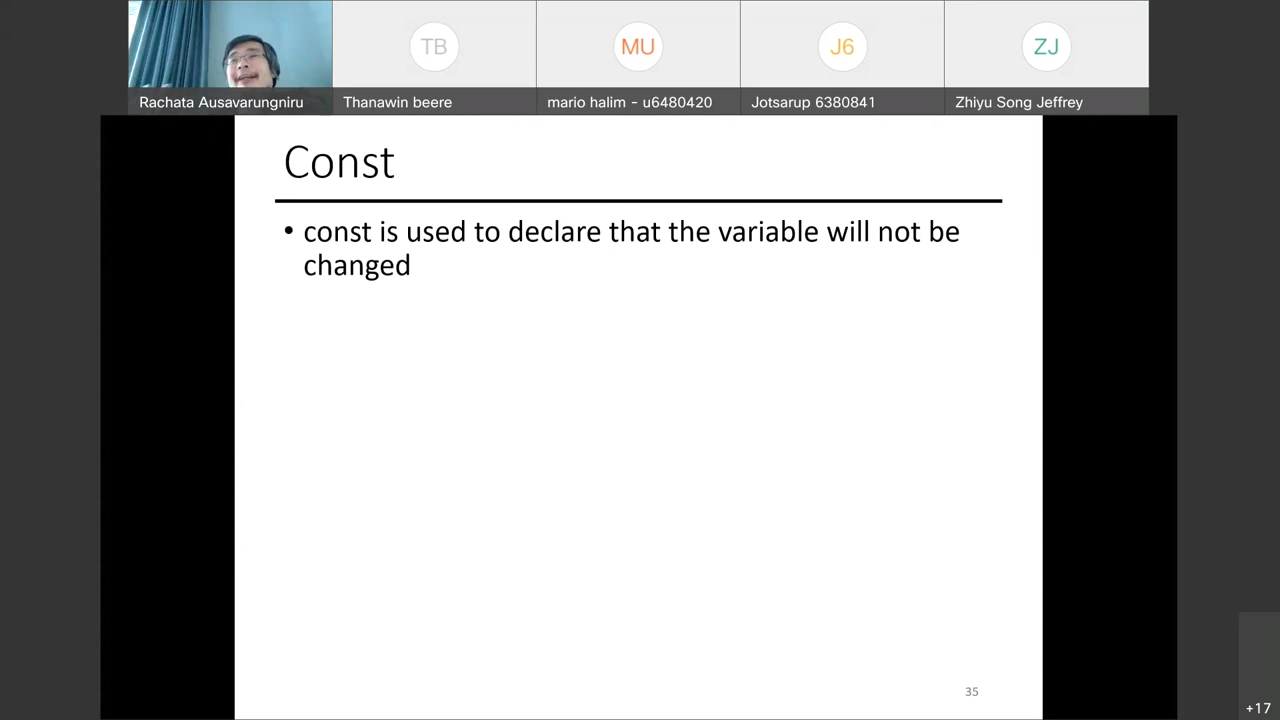 TB
MU
J6
ZJ
Rachata Ausavarungniru
Thanawin beere
mario halim - u6480420
Jotsarup 6380841
Zhiyu Song Jeffrey
Const
• const is used to declare that the variable will not be
changed
35
+17